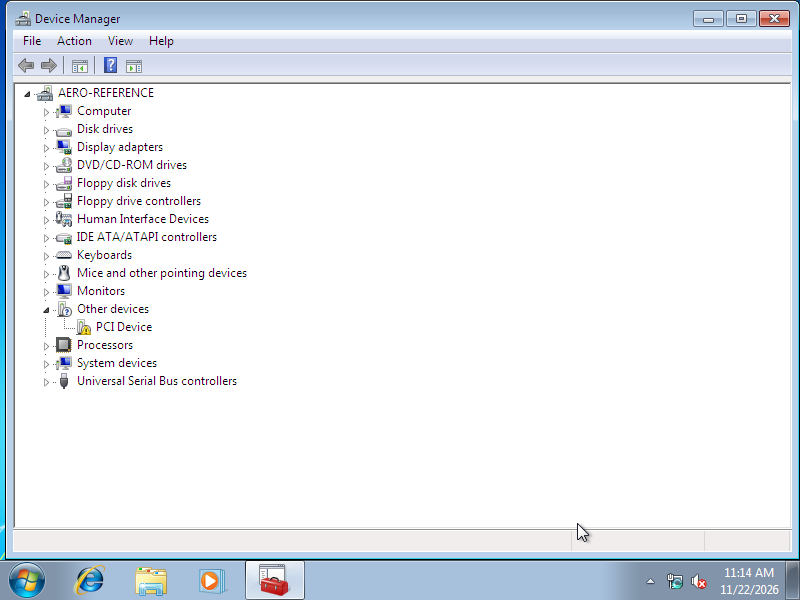 Device Manager
File Action View Help
AERO-REFERENCE
Computer
Disk drives
Display adapters
DVD/CD-ROM drives
Floppy disk drives
Floppy drive controllers
Human Interface Devices
IDE ATA/ATAPI controllers
Keyboards
Mice and other pointing devices
Monitors
Other devices
PCI Device
Processors
System devices
Universal Serial Bus controllers
11:14 AM
11/22/2026